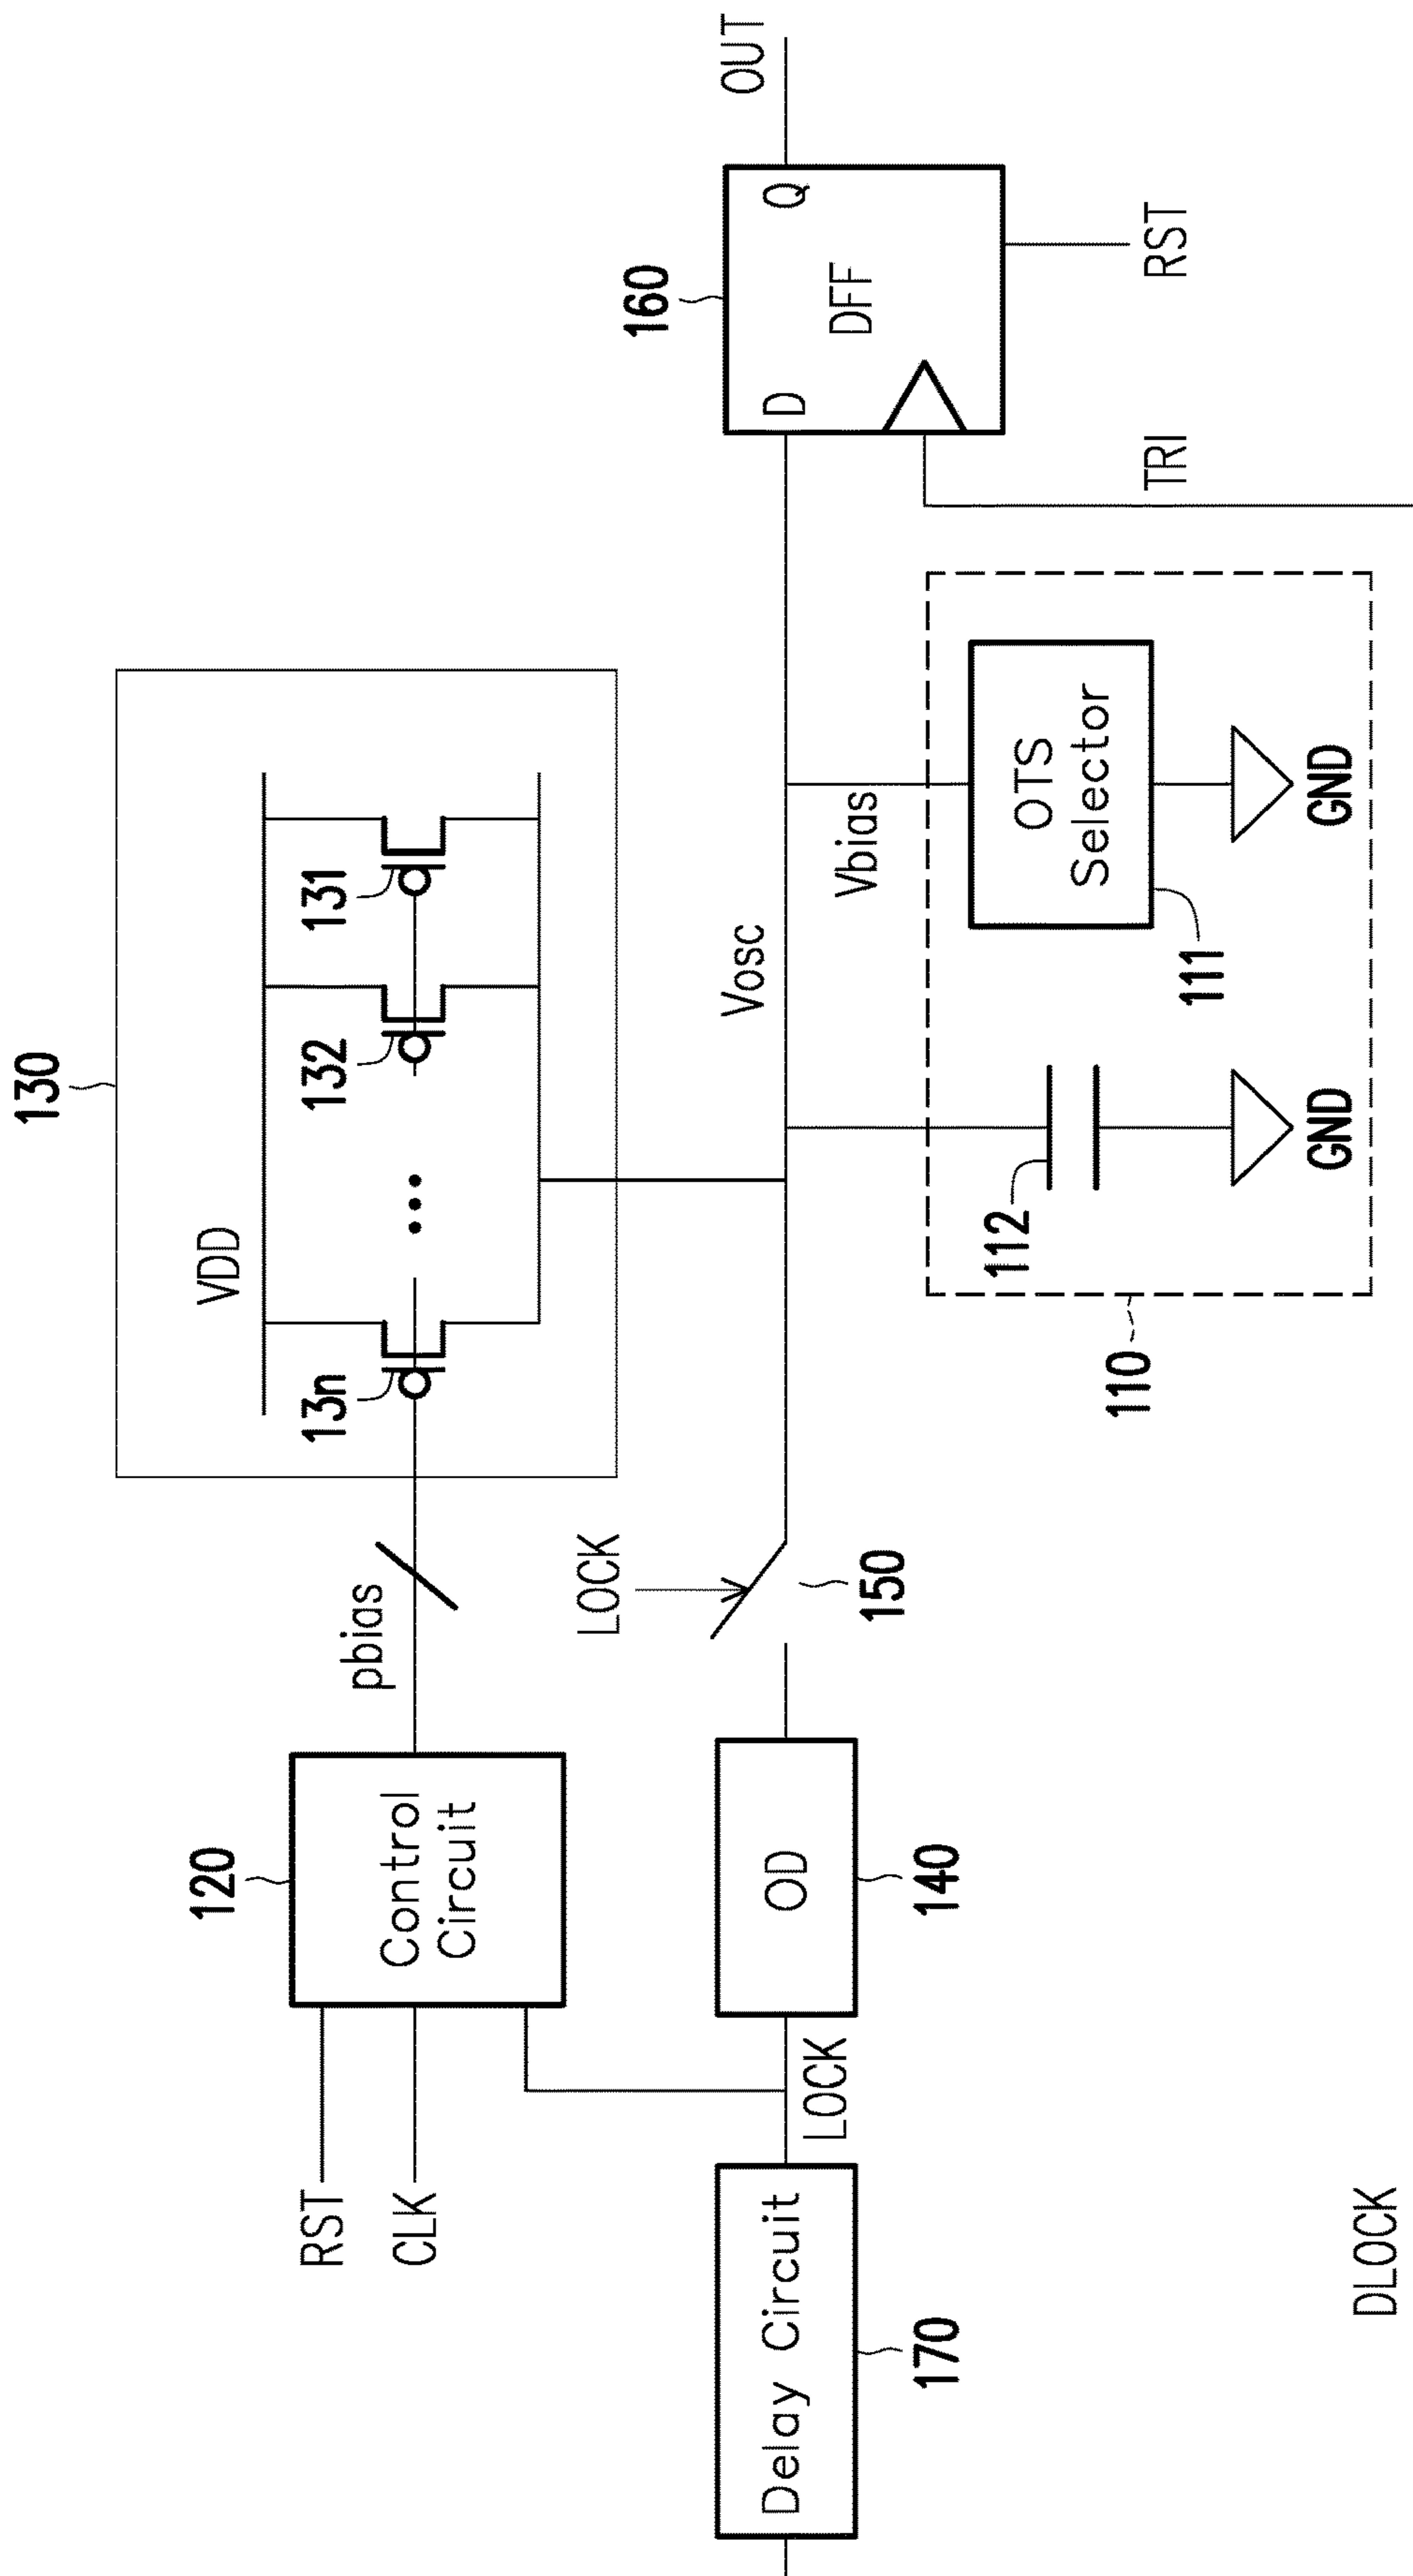 130
VDD
13n
132
131
120
Control
Circuit
pbias
RST
CLK
LOCK
150
Vosc
Vbias
160
D
Q
DFF
OUT
RST
TRI
Delay Circuit
170
LOCK
OD
140
110
112
GND
OTS
Selector
111
GND
DLOCK